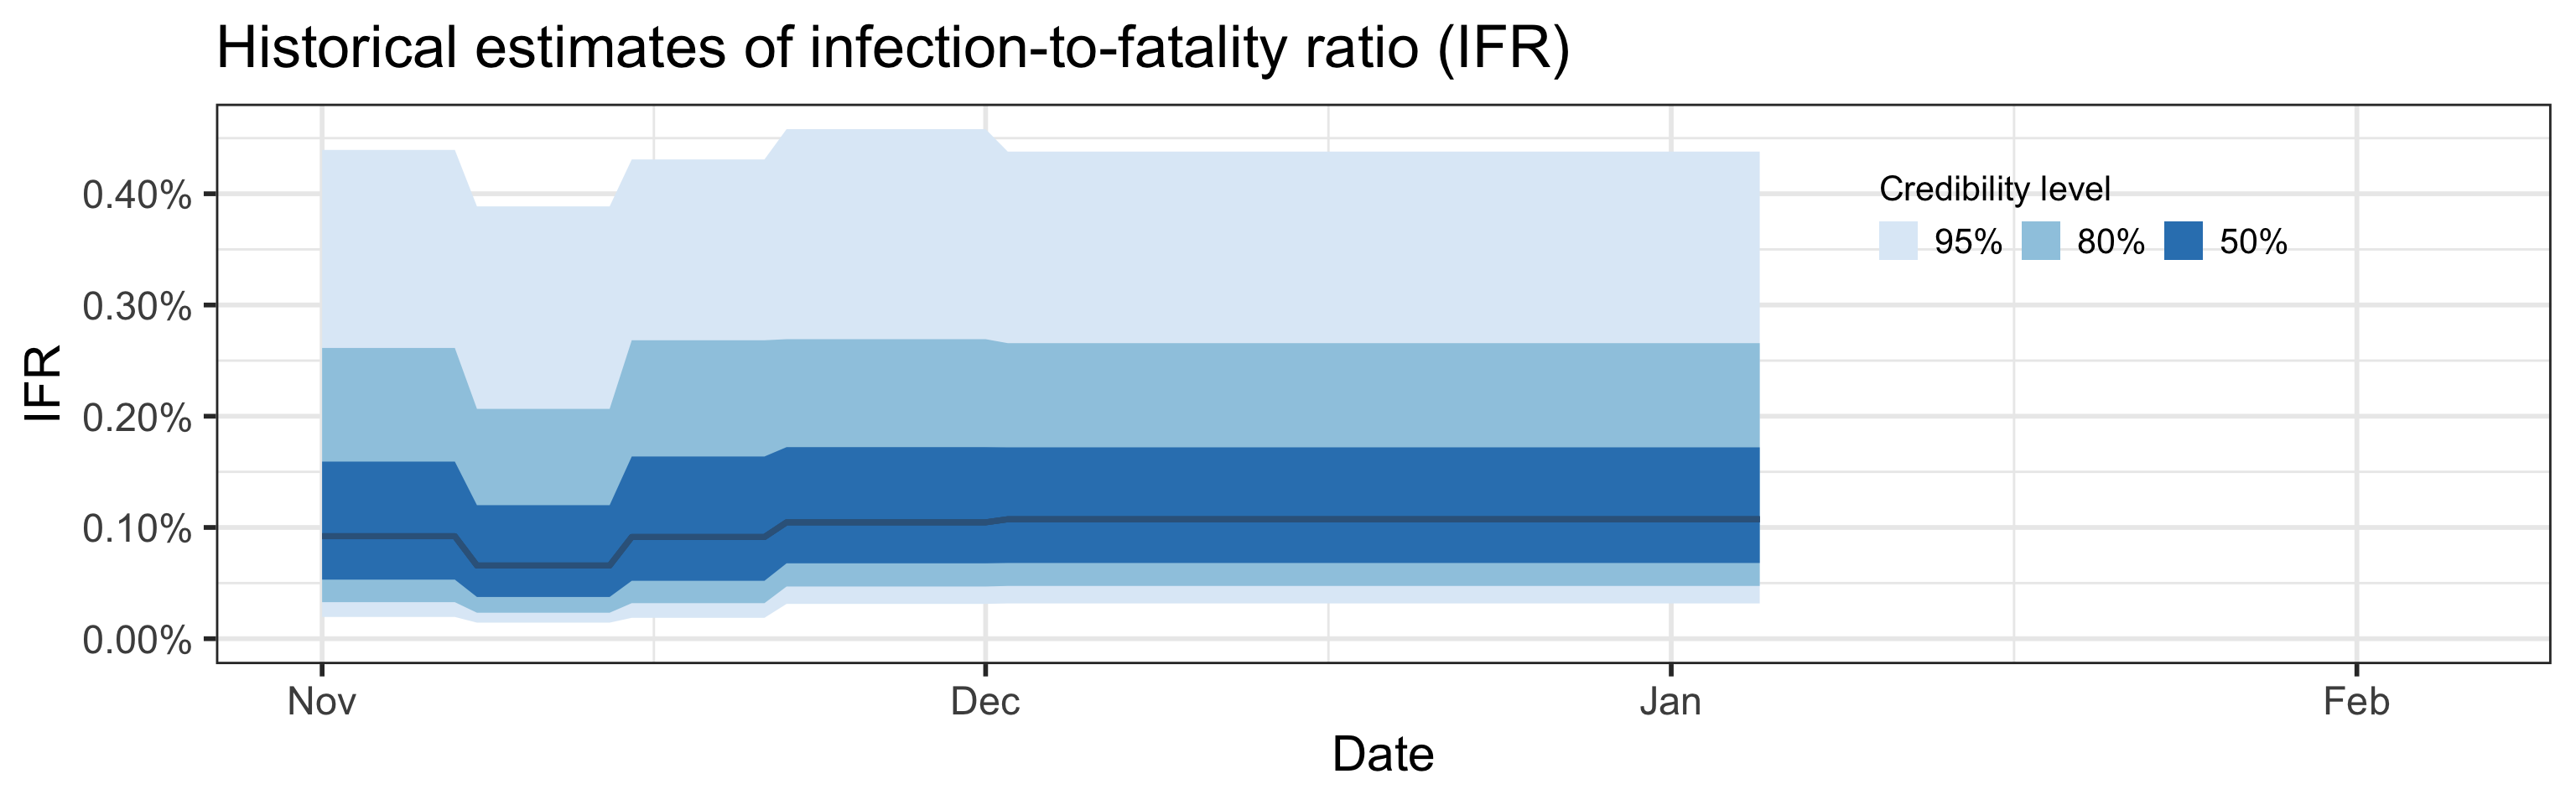 Historical estimates of infection-to-fatality ratio (IFR)
0.40%
0.30%
0.20%
0.10%
0.00%
IFR
Credibility level
95% 80% 50%
Nov Dec Jan Feb
Date